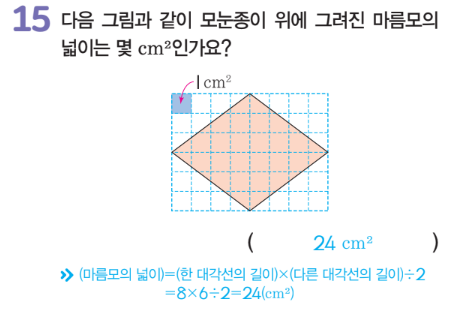 15 다음 그림과 같이 모눈종이 위에 그려진 마름모의
넓이는 몇 cm²인가요?
1 cm²
( 24 cm² )
≫ (마름모의 넓이)=(한 대각선의 길이)×(다른 대각선의 길이)÷2
=8×6÷2=24(cm²)